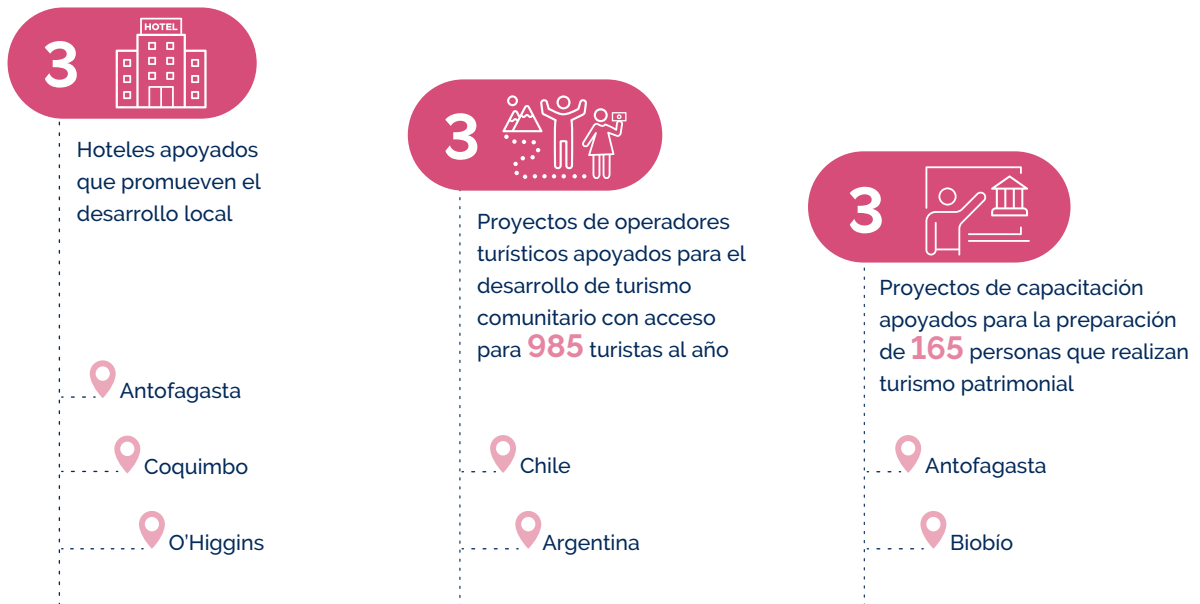 3
HOTEL
Hoteles apoyados
que promueven el
desarrollo local
Antofagasta
Coquimbo
O'Higgins
3
Proyectos de operadores
turísticos apoyados para el
desarrollo de turismo
comunitario con acceso
para 985 turistas al año
Chile
Argentina
3
Proyectos de capacitación
apoyados para la preparación
de 165 personas que realizan
turismo patrimonial
Antofagasta
Biobío